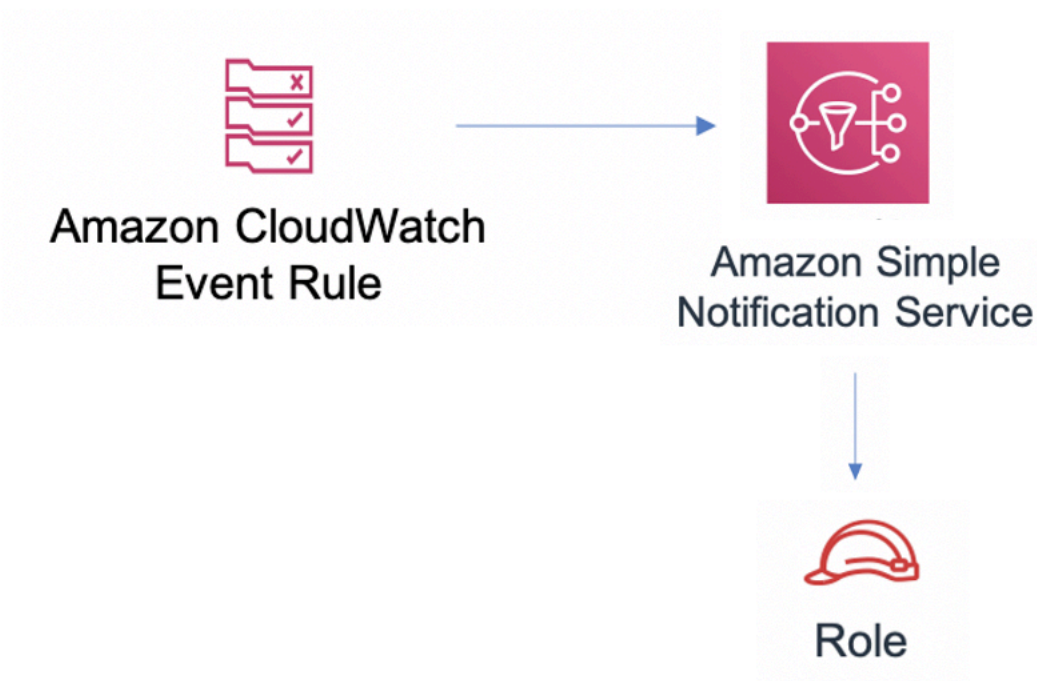 Amazon CloudWatch
Event Rule
Amazon Simple
Notification Service
Role